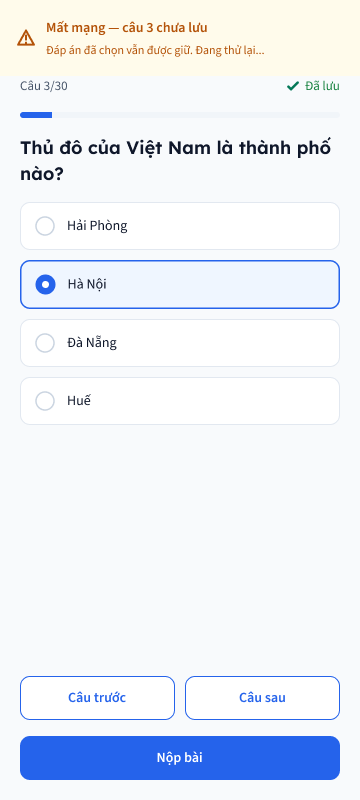 Mất mạng — câu 3 chưa lưu
Đáp án đã chọn vẫn được giữ. Đang thử lại...
Câu 3/30
Đã lưu
Thủ đô của Việt Nam là thành phố
nào?
Hải Phòng
Hà Nội
Đà Nẵng
Huế
Câu trước
Câu sau
Nộp bài